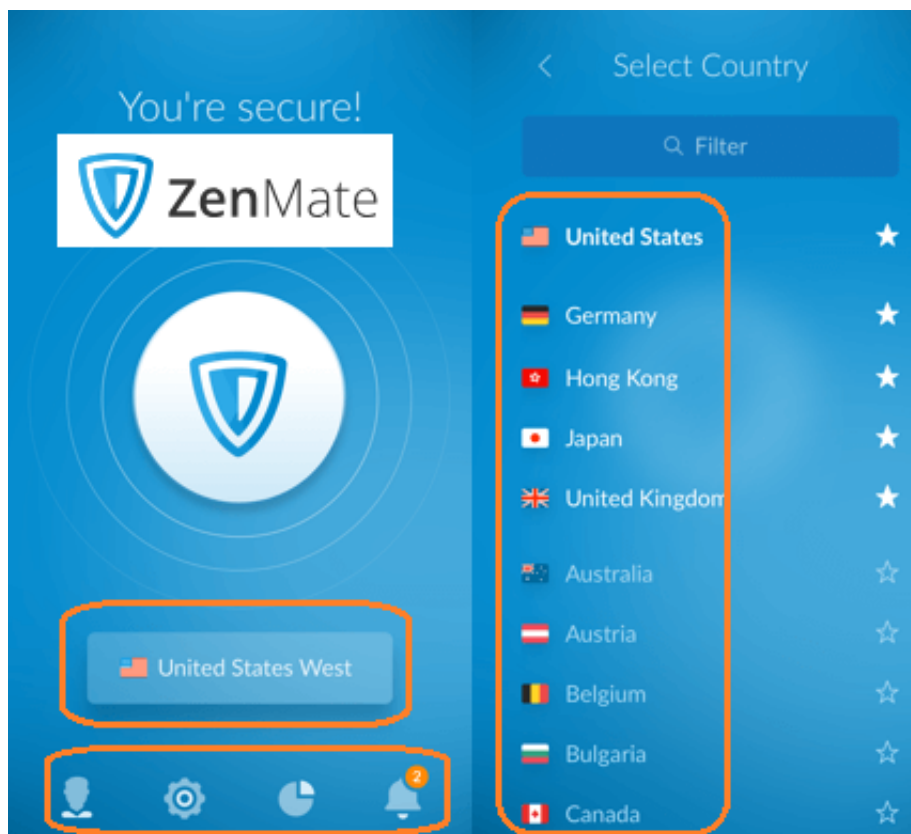 You're secure!
ZenMate
United States West
2
Select Country
Filter
United States
Germany
Hong Kong
Japan
United Kingdom
Australia
Austria
Belgium
Bulgaria
Canada